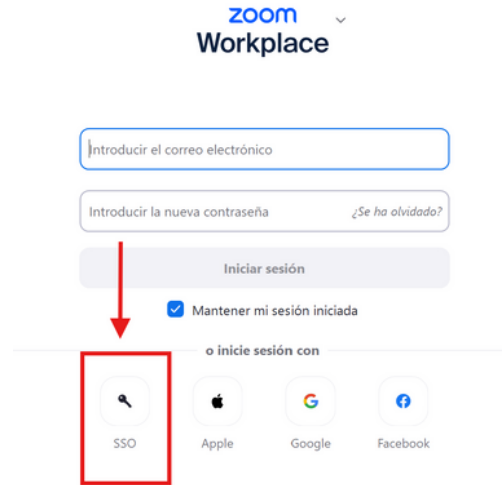 zoom
Workplace
Introducir el correo electrónico
Introducir la nueva contraseña ¿Se ha olvidado?
Iniciar sesión
Mantener mi sesión iniciada
o inicie sesión con
SSO Apple Google Facebook